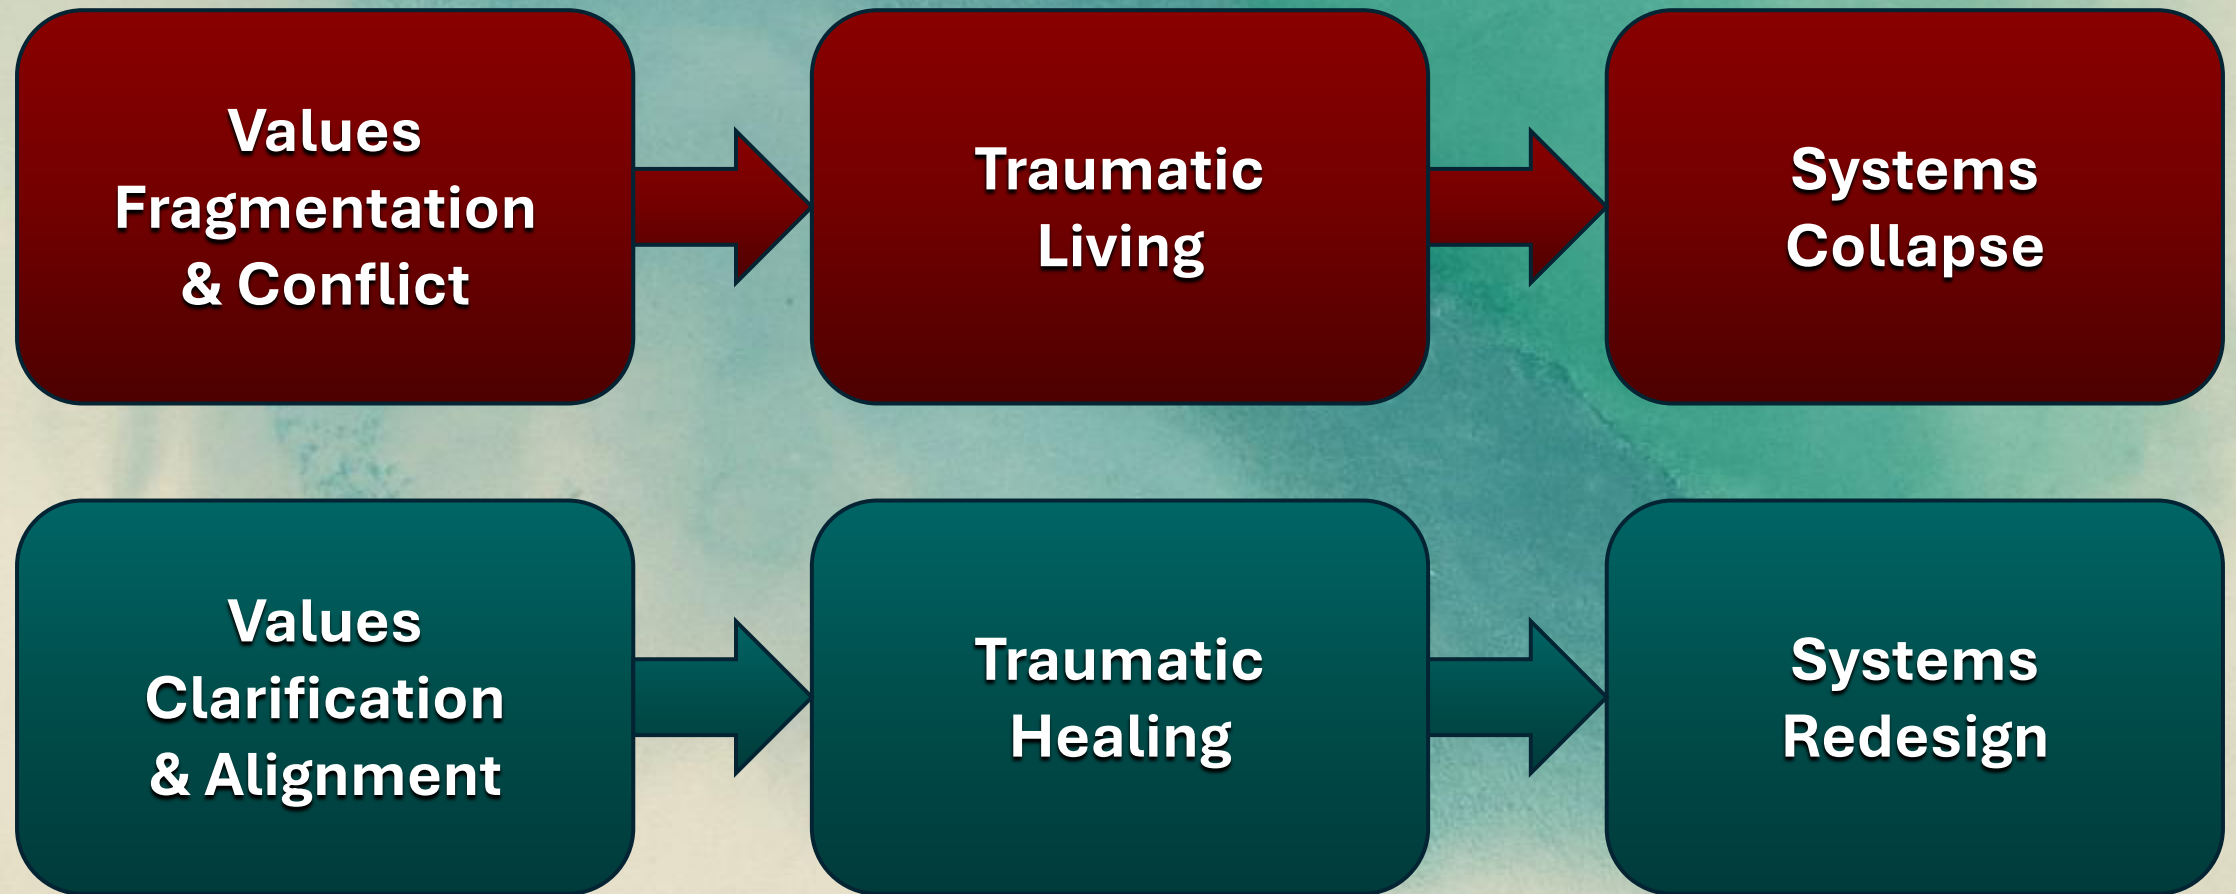 Values
Fragmentation
& Conflict
Traumatic
Living
Systems
Collapse
Values
Clarification
& Alignment
Traumatic
Healing
Systems
Redesign